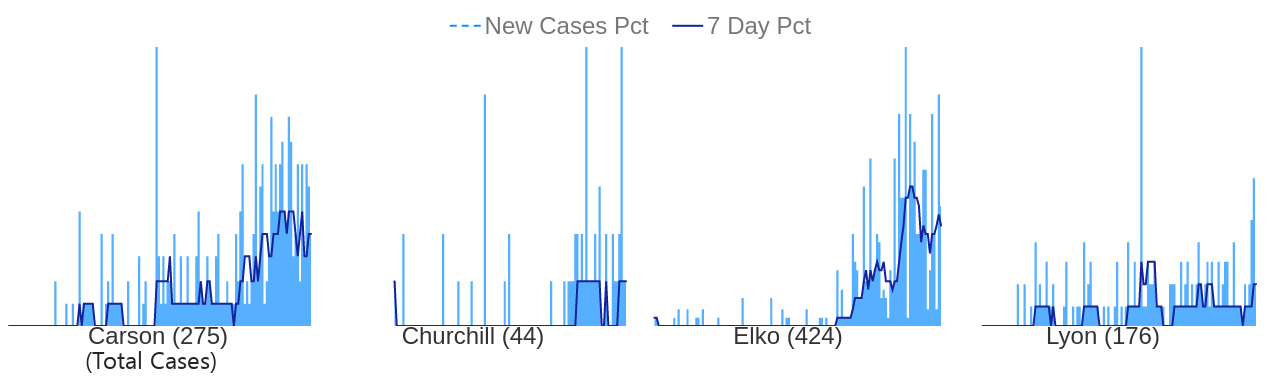 New Cases Pct 7 Day Pct
Carson (275) Churchill (44) Elko (424) Lyon (176)
(Total Cases)